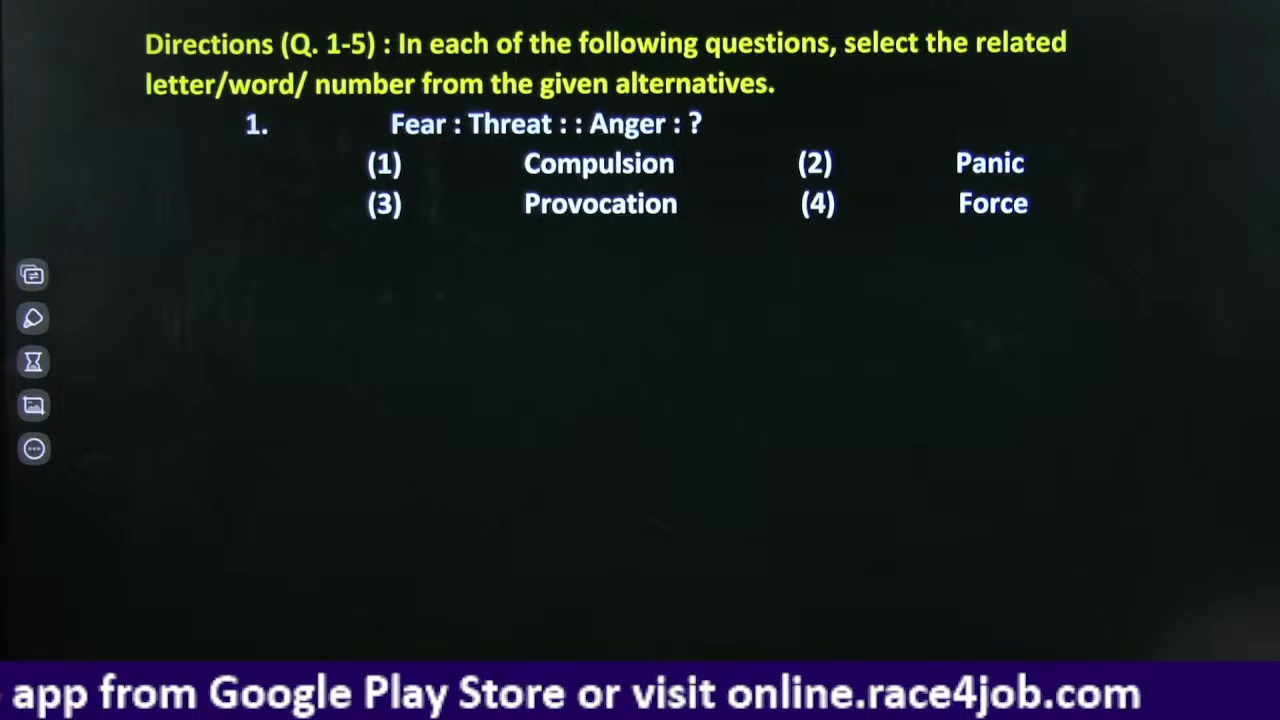 Directions (Q. 1-5) : In each of the following questions, select the related
letter/word/ number from the given alternatives.
1. Fear : Threat : : Anger : ?
(1) Compulsion (2) Panic
(3) Provocation (4) Force
app from Google Play Store or visit online.race4job.com